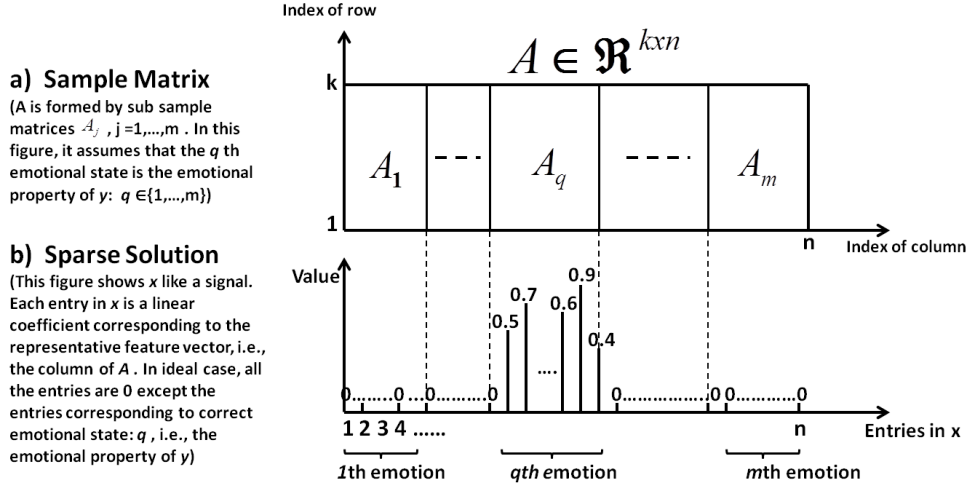 Index of row
A ∈ ℜ kxn
k
a) Sample Matrix
(A is formed by sub sample
matrices A_j , j =1,...,m . In this
figure, it assumes that the q th
emotional state is the emotional
property of y: q ∈{1,...,m})
A_1 ---- A_q ----- A_m
1
n
Index of column
b) Sparse Solution
(This figure shows x like a signal.
Each entry in x is a linear
coefficient corresponding to the
representative feature vector, i.e.,
the column of A . In ideal case, all
the entries are 0 except the
entries corresponding to correct
emotional state: q , i.e., the
emotional property of y)
Value
0.5 0.7 .... 0.6 0.9 0.4
0........0 ...0..........0 0...............0 0............0
1 2 3 4 ...... n Entries in x
1th emotion qth emotion mth emotion